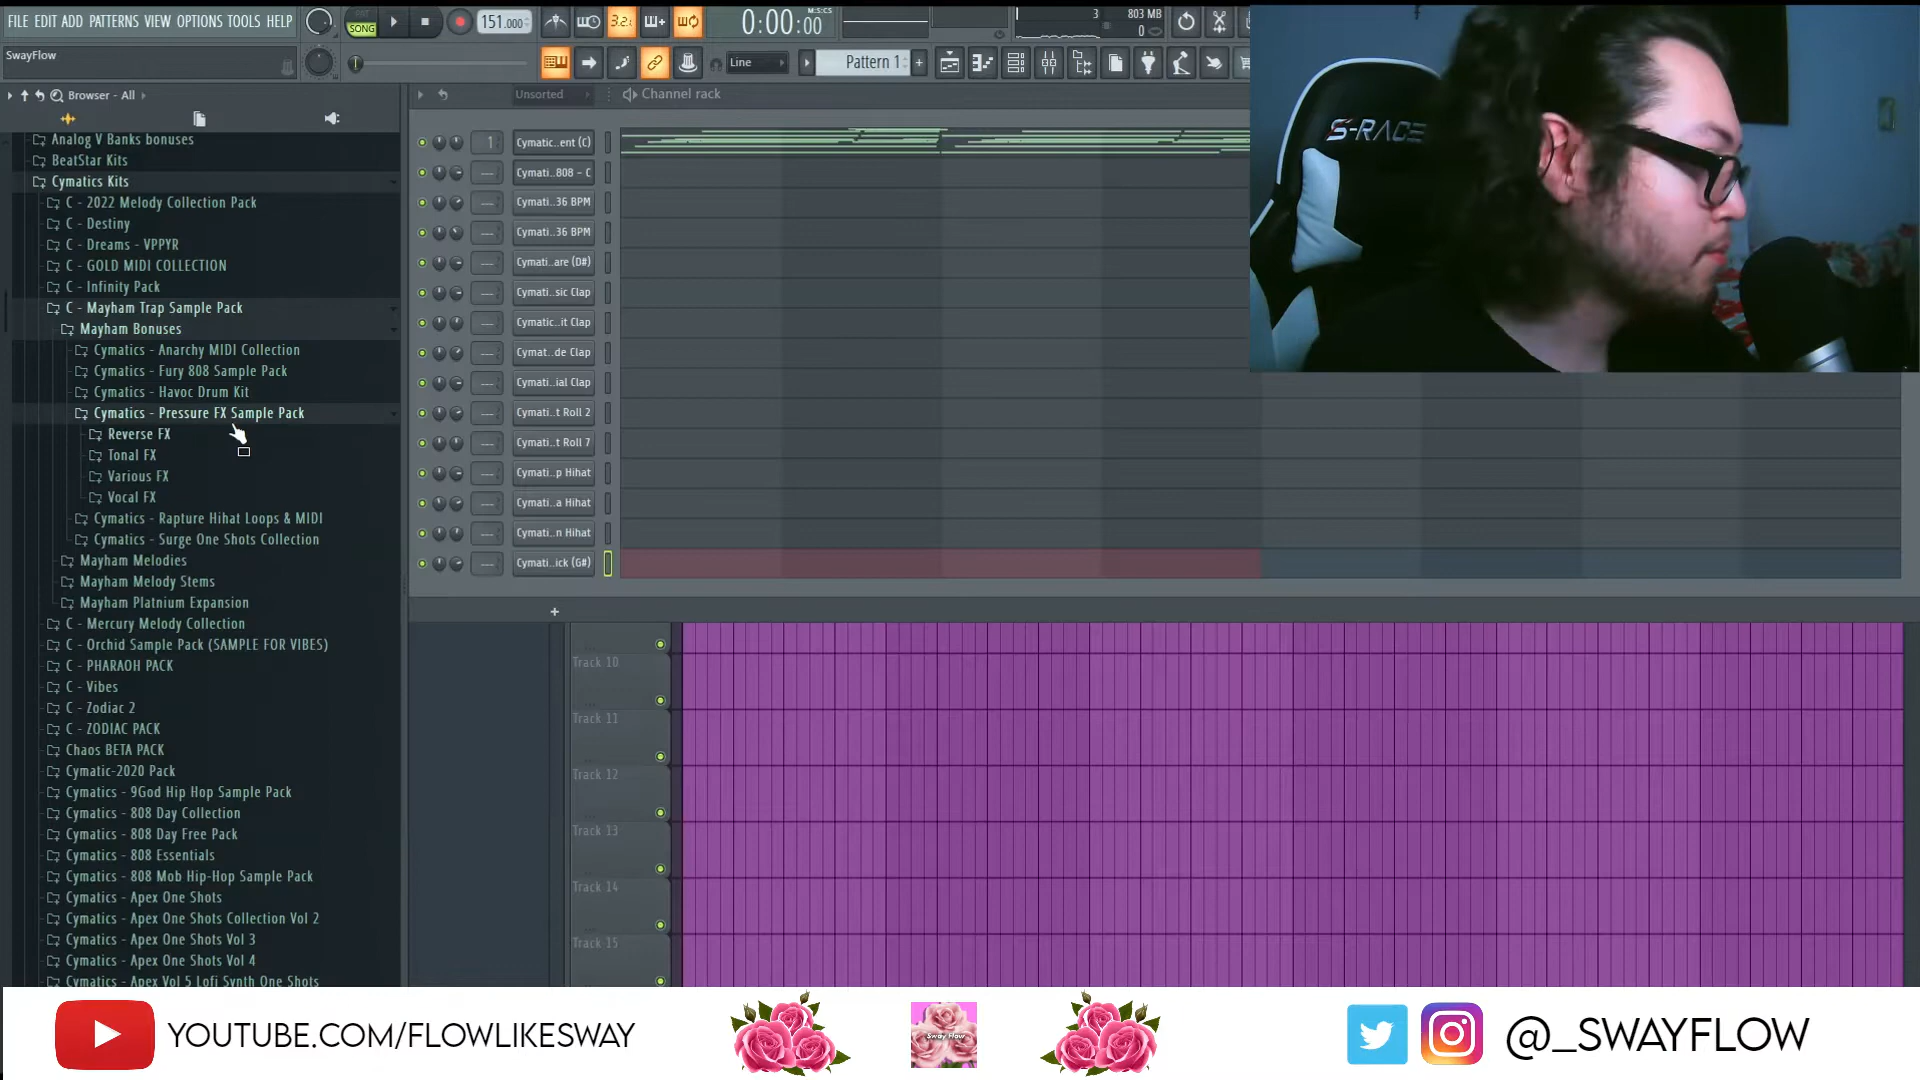 FILE EDIT ADD PATTERNS VIEW OPTIONS TOOLS HELP
SONG
151.000
3.2
0:00:00
M:S:CS
3
803 MB
0
SwayFlow
Line
Pattern 1
Browser - All
Unsorted
Channel rack
Analog V Banks bonuses
BeatStar Kits
Cymatics Kits
C - 2022 Melody Collection Pack
C - Destiny
C - Dreams - VPPYR
C - GOLD MIDI COLLECTION
C - Infinity Pack
C - Mayham Trap Sample Pack
Mayham Bonuses
Cymatics - Anarchy MIDI Collection
Cymatics - Fury 808 Sample Pack
Cymatics - Havoc Drum Kit
Cymatics - Pressure FX Sample Pack
Reverse FX
Tonal FX
Various FX
Vocal FX
Cymatics - Rapture Hihat Loops & MIDI
Cymatics - Surge One Shots Collection
Mayham Melodies
Mayham Melody Stems
Mayham Platnium Expansion
C - Mercury Melody Collection
C - Orchid Sample Pack (SAMPLE FOR VIBES)
C - PHARAOH PACK
C - Vibes
C - Zodiac 2
C - ZODIAC PACK
Chaos BETA PACK
Cymatic-2020 Pack
Cymatics - 9God Hip Hop Sample Pack
Cymatics - 808 Day Collection
Cymatics - 808 Day Free Pack
Cymatics - 808 Essentials
Cymatics - 808 Mob Hip-Hop Sample Pack
Cymatics - Apex One Shots
Cymatics - Apex One Shots Collection Vol 2
Cymatics - Apex One Shots Vol 3
Cymatics - Apex One Shots Vol 4
Cymatics - Apex Vol 5 Lofi Synth One Shots
1
Cymatic..ent (C)
Cymati..808 - C
Cymati..36 BPM
Cymati..36 BPM
Cymati..are (D#)
Cymati..sic Clap
Cymatic..it Clap
Cymat..de Clap
Cymati..ial Clap
Cymati..t Roll 2
Cymati..t Roll 7
Cymati..p Hihat
Cymati..a Hihat
Cymati..n Hihat
Cymati..ick (G#)
Track 10
Track 11
Track 12
Track 13
Track 14
Track 15
S-RACE
YOUTUBE.COM/FLOWLIKESWAY
Sway Flow
@_SWAYFLOW